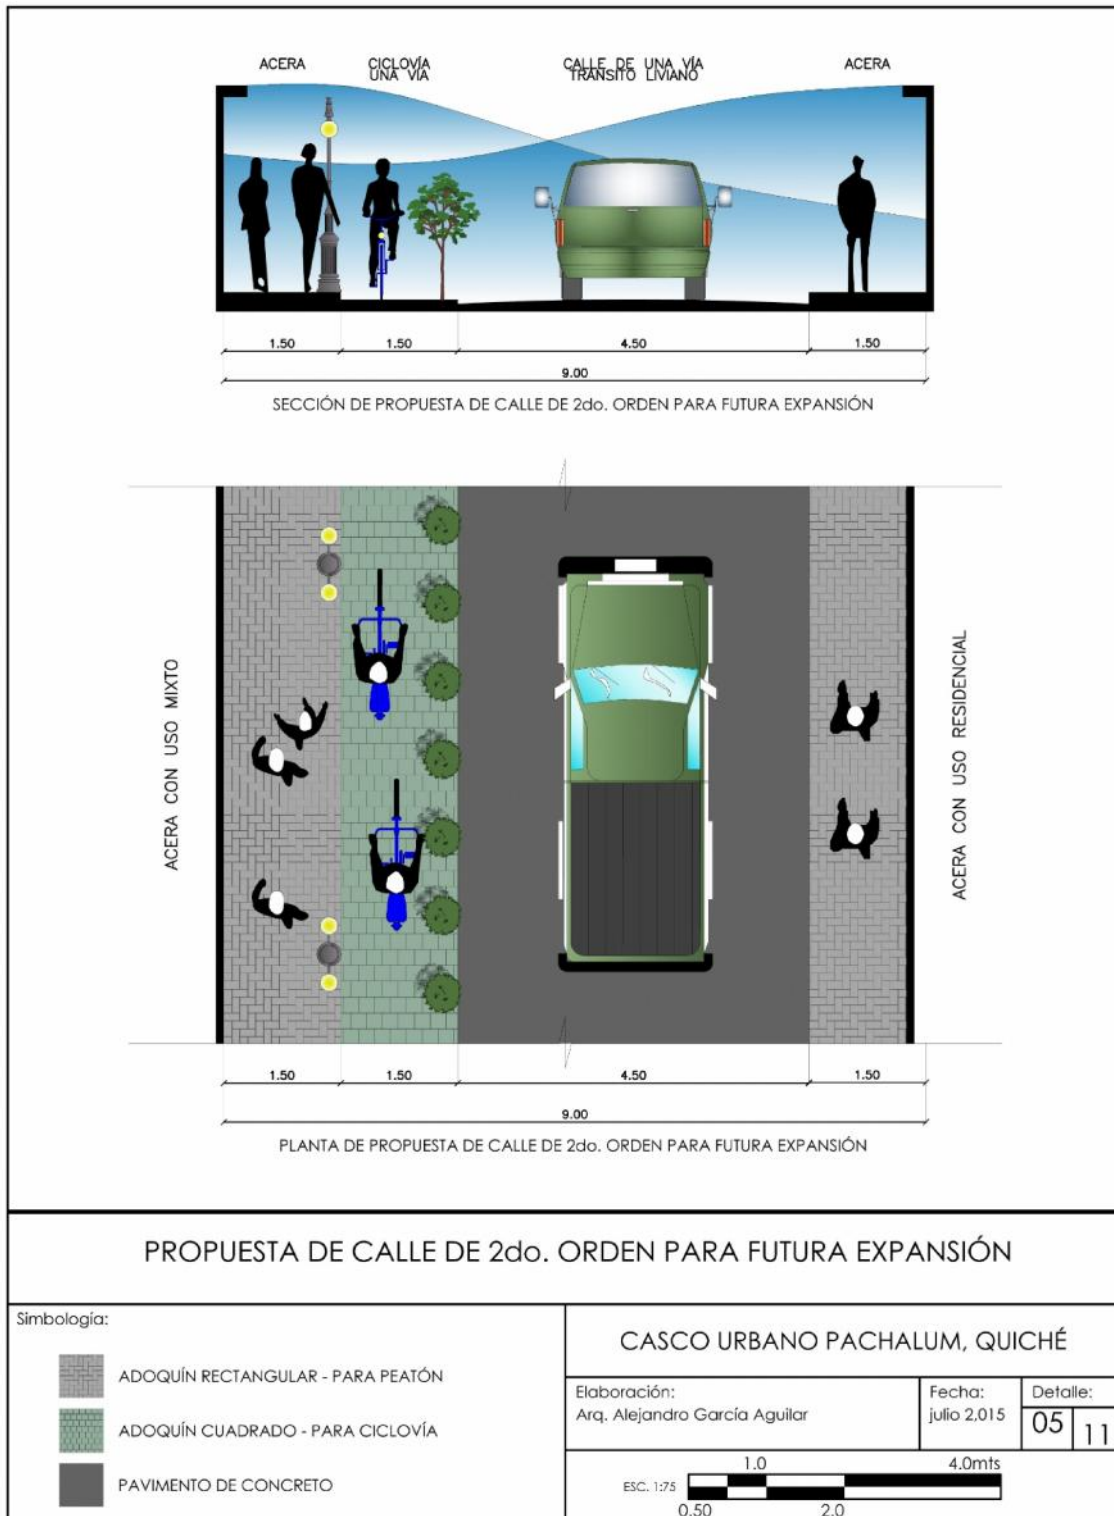 ACERA
CICLOVÍA
UNA VÍA
CALLE DE UNA VÍA
TRANSITO LIVIANO
ACERA
1.50
1.50
4.50
1.50
9.00
SECCIÓN DE PROPUESTA DE CALLE DE 2do. ORDEN PARA FUTURA EXPANSIÓN
ACERA CON USO MIXTO
ACERA CON USO RESIDENCIAL
1.50
1.50
4.50
1.50
9.00
PLANTA DE PROPUESTA DE CALLE DE 2do. ORDEN PARA FUTURA EXPANSIÓN
PROPUESTA DE CALLE DE 2do. ORDEN PARA FUTURA EXPANSIÓN
Simbología:
ADOQUÍN RECTANGULAR - PARA PEATÓN
ADOQUÍN CUADRADO - PARA CICLOVÍA
PAVIMENTO DE CONCRETO
CASCO URBANO PACHALUM, QUICHÉ
Elaboración:
Arq. Alejandro García Aguilar
Fecha:
julio 2,015
Detalle:
05
11
ESC. 1:75
1.0
4.0mts
0.50
2.0